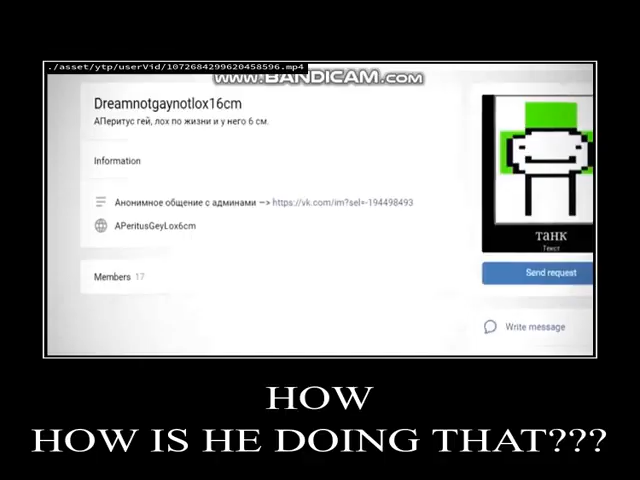 ./asset/ytp/userVid/1072684299620458596.mp4
www.BANDICAM.com
Dreamnotgaynotlox16cm
АПеритус гей, лох по жизни и у него 6 см.
Information
Анонимное общение с админами —> https://vk.com/im?sel=-194498493
APeritusGeyLox6cm
Members 17
танк
Текст
Send request
Write message
HOW
HOW IS HE DOING THAT???